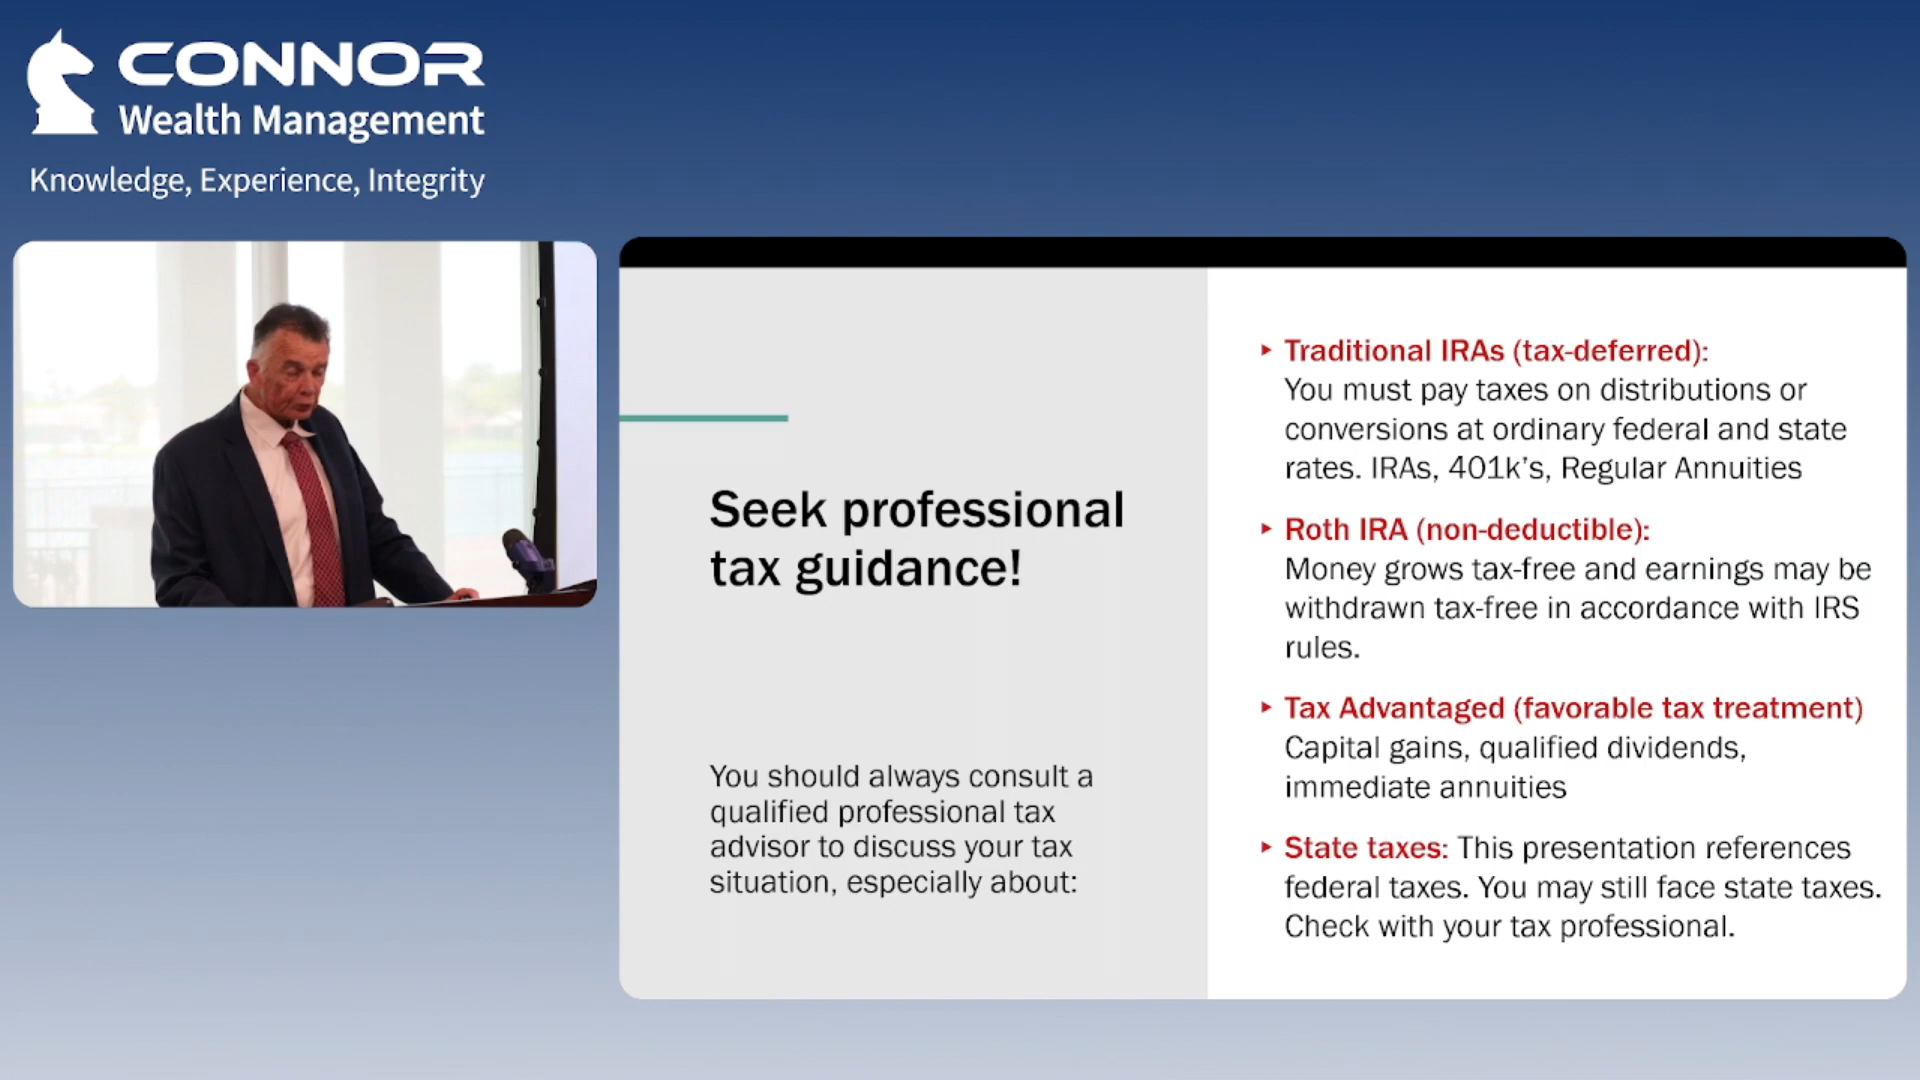 CONNOR
Wealth Management
Knowledge, Experience, Integrity
Seek professional
tax guidance!
You should always consult a
qualified professional tax
advisor to discuss your tax
situation, especially about:
‣ Traditional IRAs (tax-deferred):
You must pay taxes on distributions or
conversions at ordinary federal and state
rates. IRAs, 401k’s, Regular Annuities
‣ Roth IRA (non-deductible):
Money grows tax-free and earnings may be
withdrawn tax-free in accordance with IRS
rules.
‣ Tax Advantaged (favorable tax treatment)
Capital gains, qualified dividends,
immediate annuities
‣ State taxes: This presentation references
federal taxes. You may still face state taxes.
Check with your tax professional.